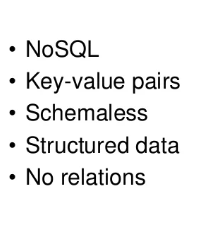 • NoSQL
• Key-value pairs
• Schemaless
• Structured data
• No relations